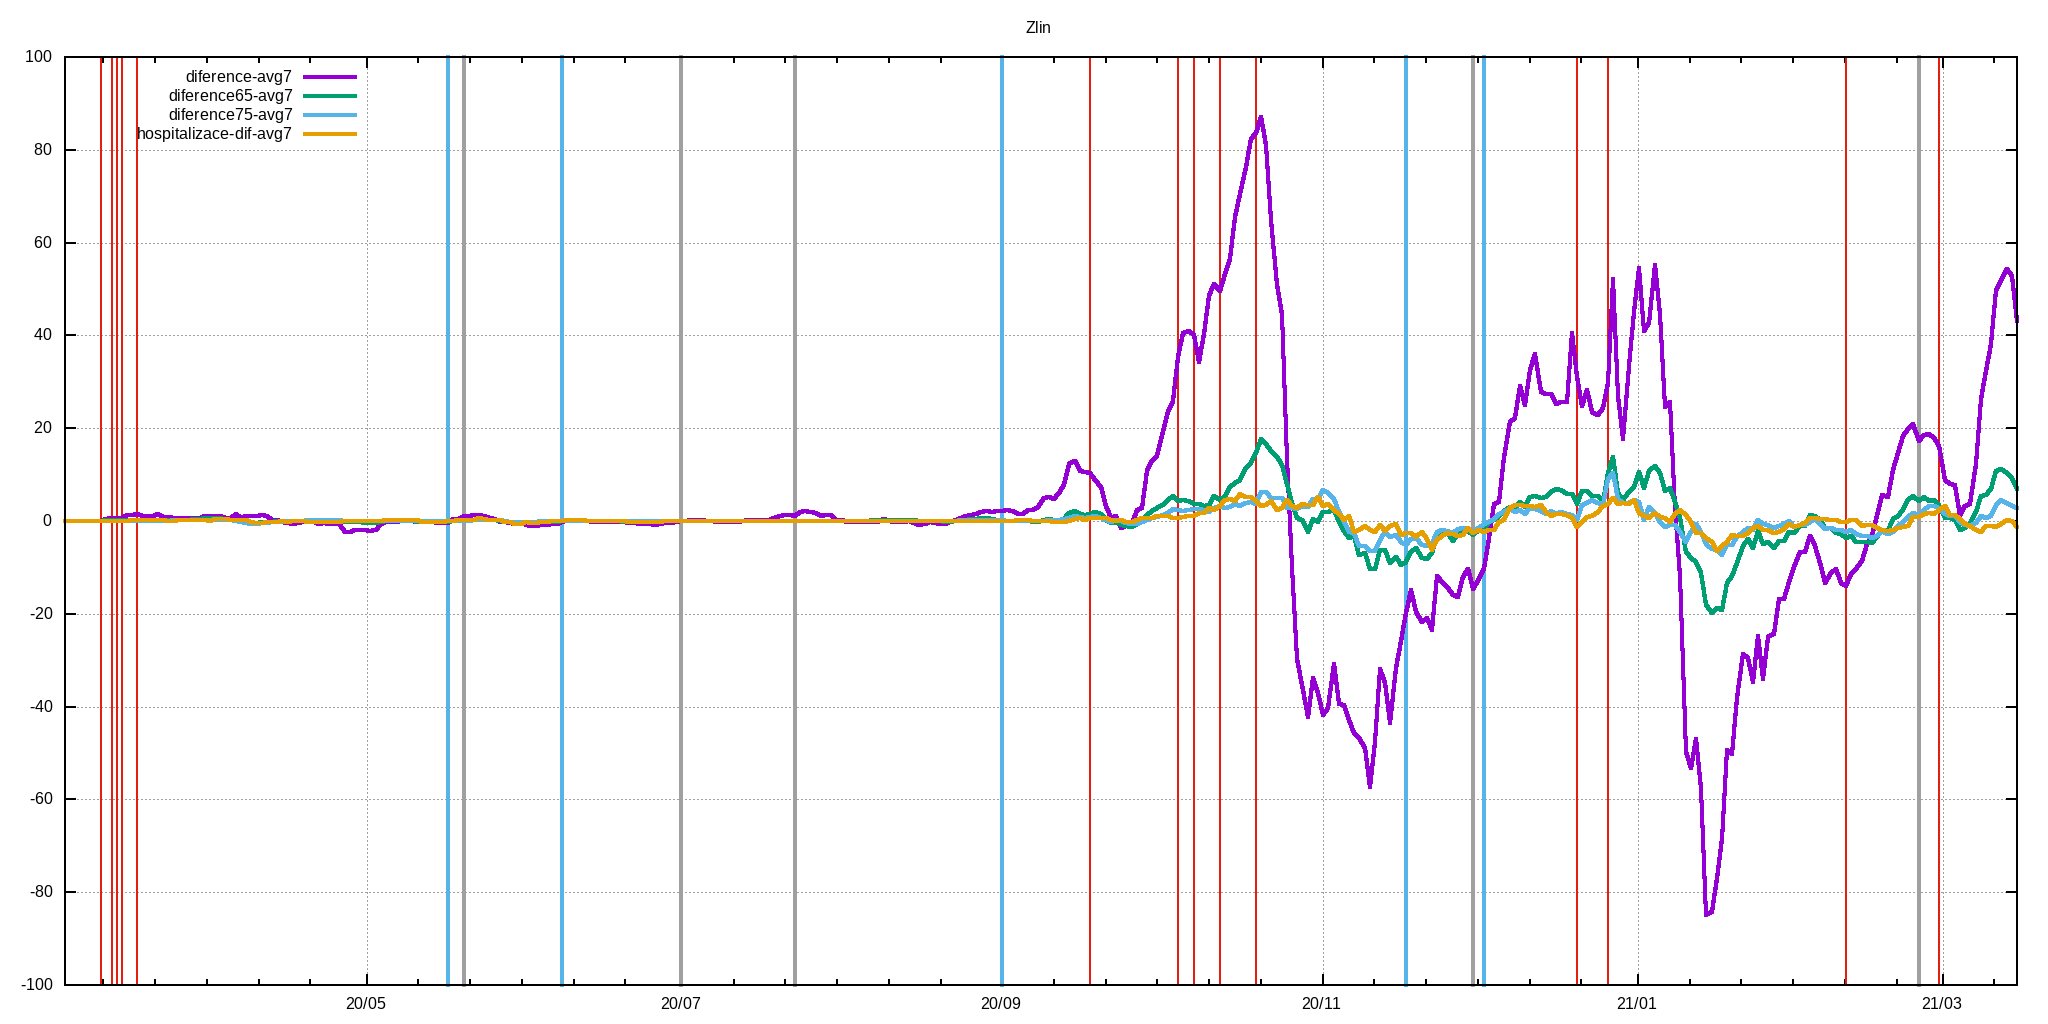 Zlin
diference-avg7
diference65-avg7
diference75-avg7
hospitalizace-dif-avg7
100
80
60
40
20
0
-20
-40
-60
-80
-100
20/05 20/07 20/09 20/11 21/01 21/03